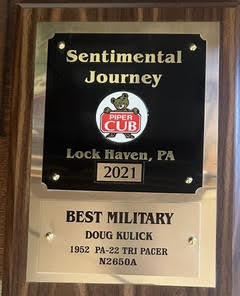 Sentimental
Journey
PIPER
CUB
Lock Haven, PA
2021
BEST MILITARY
DOUG KULICK
1952 PA-22 TRI PACER
N2650A